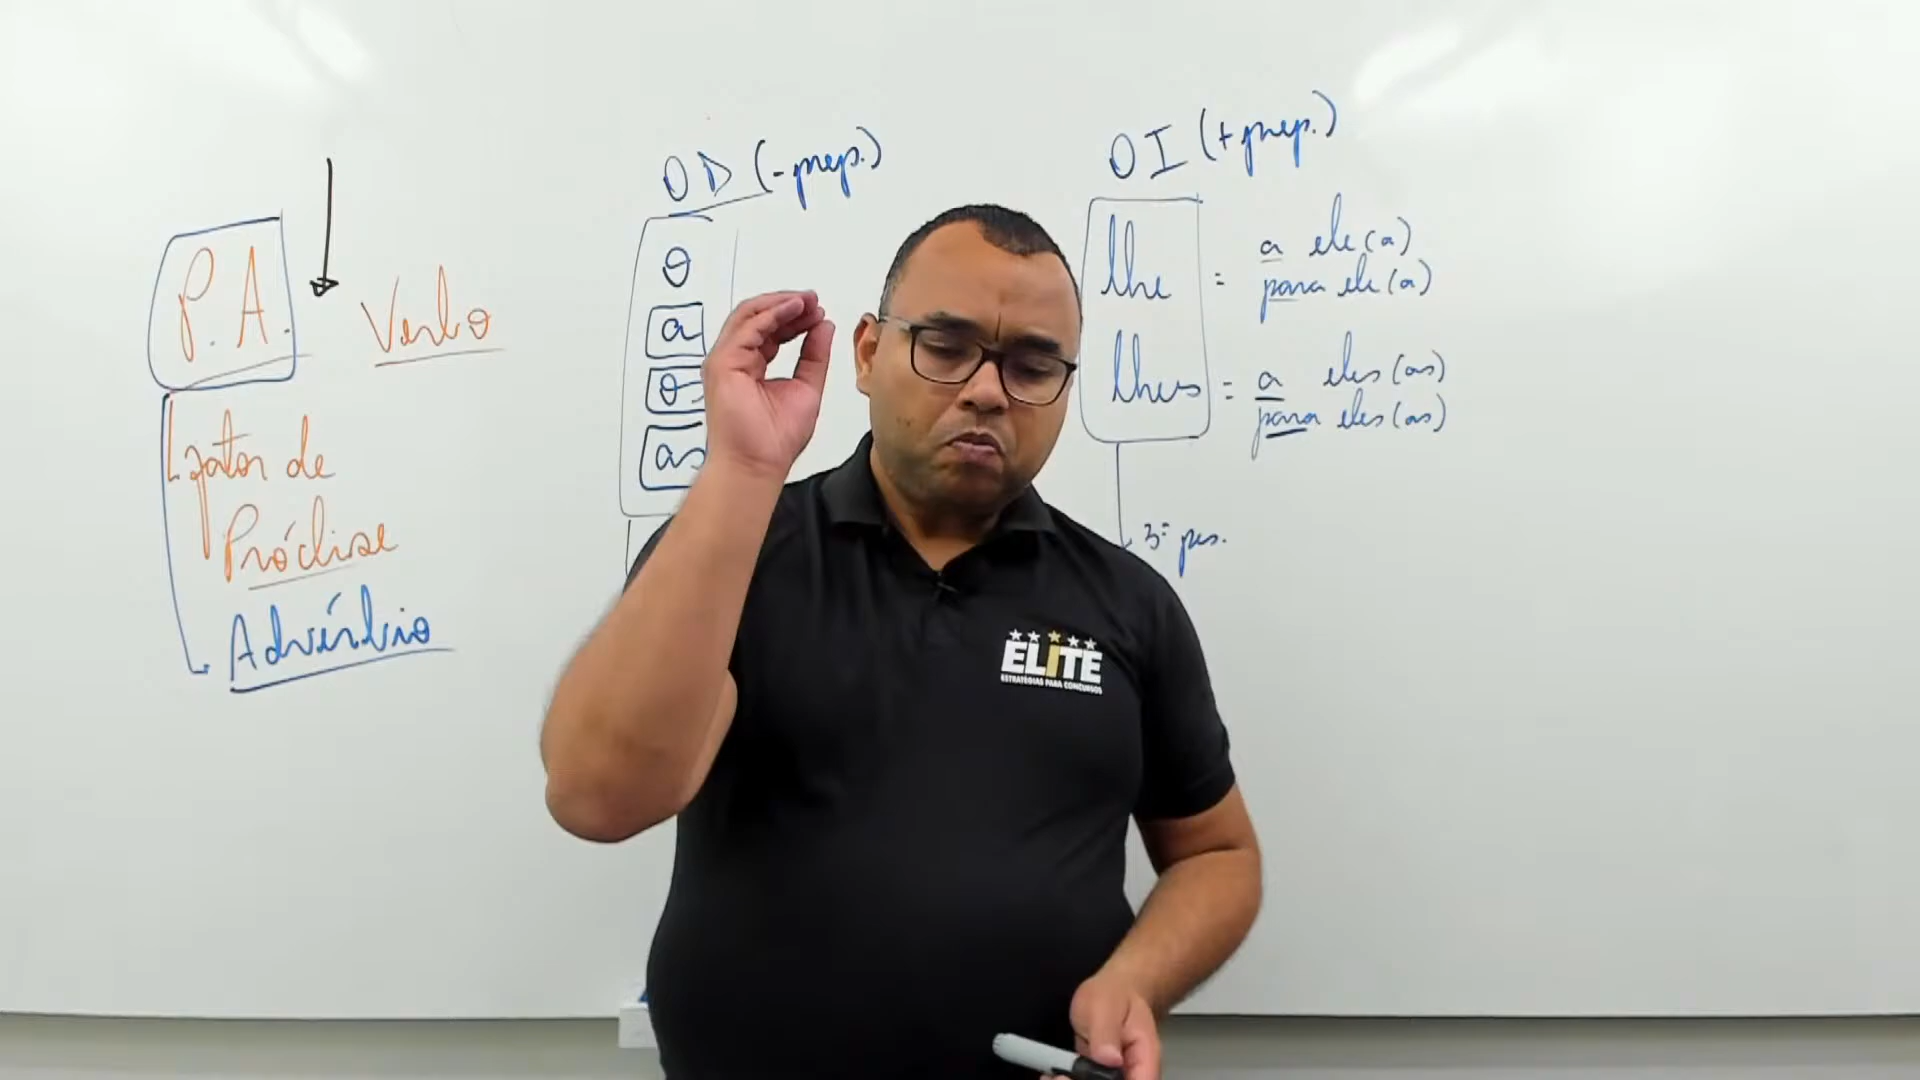 P.A.
Verbo
fator de
Próclise
Advérbio
OD (-prep.)
o
a
os
as
OI (+prep.)
lhe = a ele(a)
para ele(a)
lhes = a eles(as)
para eles(as)
3ª pes.
ELITE
ESTRATÉGIAS PARA CONCURSOS